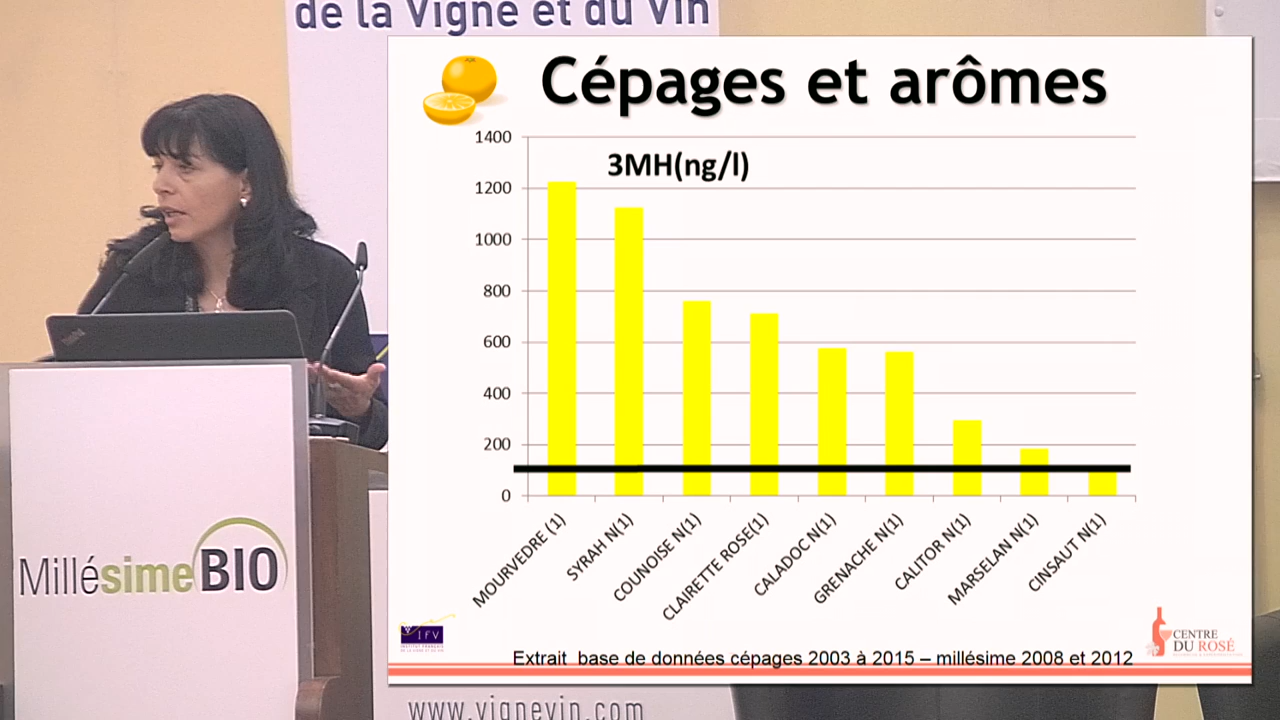 de la Vigne et du Vin
Cépages et arômes
3MH(ng/l)
1400
1200
1000
800
600
400
200
0
MOURVEDRE (1)
SYRAH N(1)
COUNOISE N(1)
CLAIRETTE ROSE(1)
CALADOC N(1)
GRENACHE N(1)
CALITOR N(1)
MARSELAN N(1)
CINSAUT N(1)
IFV
CENTRE
DU ROSÉ
Extrait base de données cépages 2003 à 2015 – millésime 2008 et 2012
MillésimeBIO
www.vignevin.com